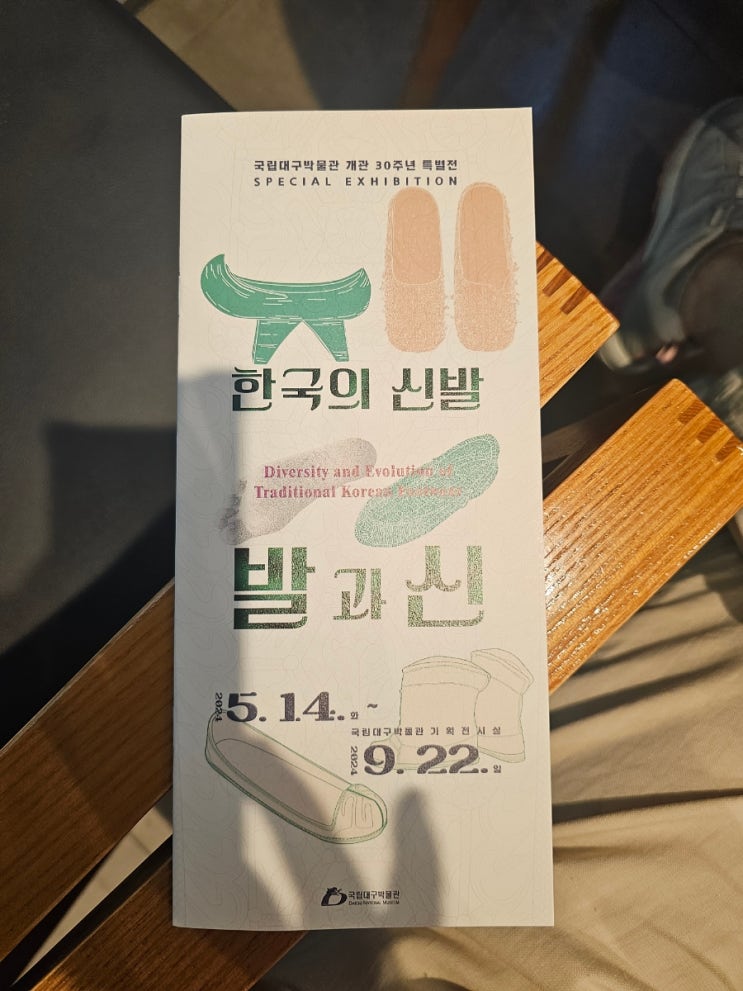 국립대구박물관 개관 30주년 특별전
SPECIAL EXHIBITION
한국의 신발
Diversity and Evolution of
Traditional Korean Footwear
발과 신
2024 5. 14. 화 ~
국립대구박물관 기획전시실
2024 9. 22. 일
국립대구박물관
DAEGU NATIONAL MUSEUM